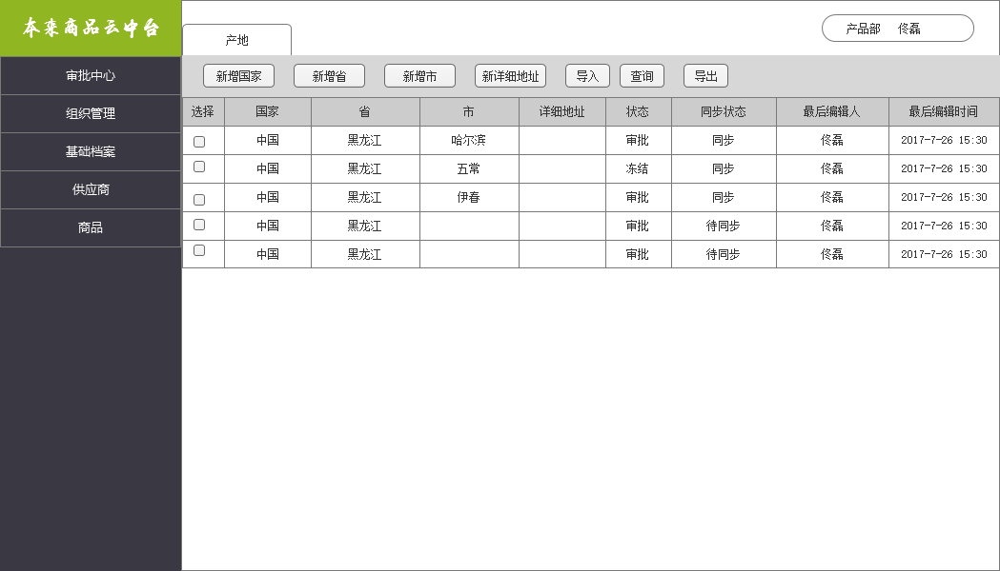 本来商品云中台
产品部 佟磊
产地
审批中心
组织管理
基础档案
供应商
商品
新增国家 新增省 新增市 新详细地址 导入 查询 导出
选择 国家 省 市 详细地址 状态 同步状态 最后编辑人 最后编辑时间
中国 黑龙江 哈尔滨 审批 同步 佟磊 2017-7-26 15:30
中国 黑龙江 五常 冻结 同步 佟磊 2017-7-26 15:30
中国 黑龙江 伊春 审批 同步 佟磊 2017-7-26 15:30
中国 黑龙江 审批 待同步 佟磊 2017-7-26 15:30
中国 黑龙江 审批 待同步 佟磊 2017-7-26 15:30